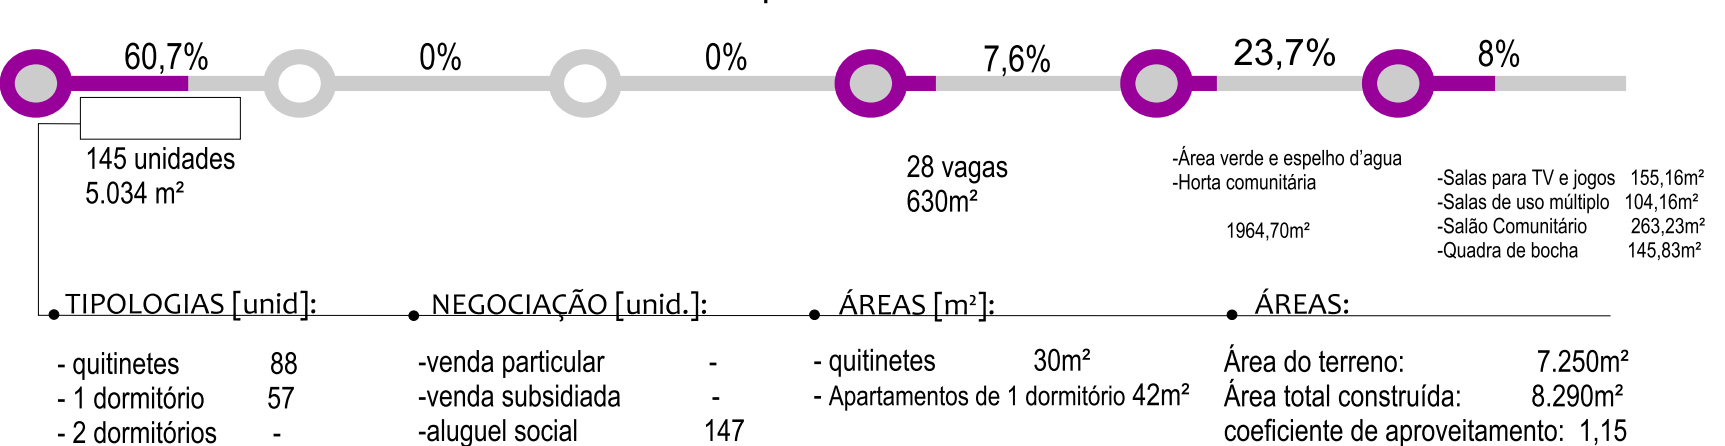 60,7% 0% 0% 7,6% 23,7% 8%
145 unidades
5.034 m²
28 vagas
630m²
-Área verde e espelho d’agua
-Horta comunitária
1964,70m²
-Salas para TV e jogos 155,16m²
-Salas de uso múltiplo 104,16m²
-Salão Comunitário 263,23m²
-Quadra de bocha 145,83m²
TIPOLOGIAS [unid]:
- quitinetes 88
- 1 dormitório 57
- 2 dormitórios -
NEGOCIAÇÃO [unid.]:
-venda particular -
-venda subsidiada -
-aluguel social 147
ÁREAS [m²]:
- quitinetes 30m²
- Apartamentos de 1 dormitório 42m²
ÁREAS:
Área do terreno: 7.250m²
Área total construída: 8.290m²
coeficiente de aproveitamento: 1,15